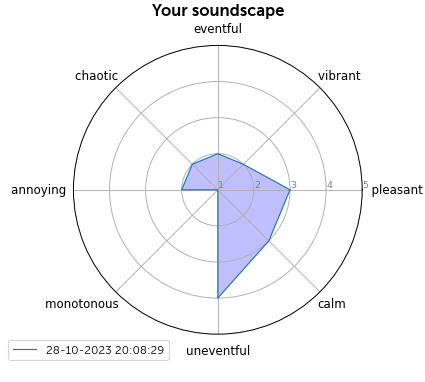 Your soundscape
eventful
chaotic
vibrant
annoying
1
2
3
4
5
pleasant
monotonous
calm
28-10-2023 20:08:29
uneventful